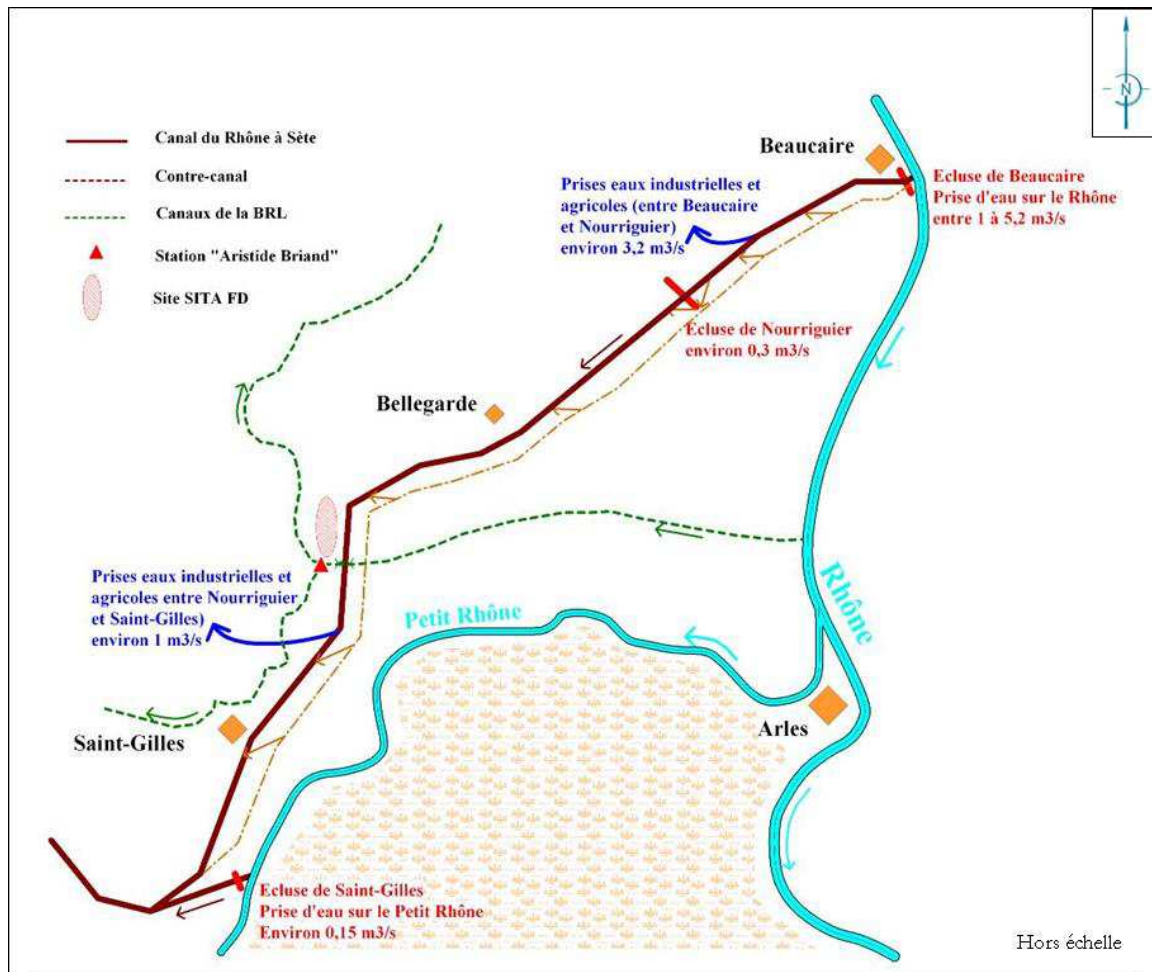 N
Canal du Rhône à Sète
Contre-canal
Canaux de la BRL
Station "Aristide Briand"
Site SITA FD
Beaucaire
Prises eaux industrielles et
agricoles (entre Beaucaire
et Nourriguier)
environ 3,2 m3/s
Ecluse de Beaucaire
Prise d'eau sur le Rhône
entre 1 à 5,2 m3/s
Ecluse de Nourriguier
environ 0,3 m3/s
Bellegarde
Prises eaux industrielles et
agricoles entre Nourriguier
et Saint-Gilles)
environ 1 m3/s
Petit Rhône
Rhône
Saint-Gilles
Arles
Ecluse de Saint-Gilles
Prise d'eau sur le Petit Rhône
Environ 0,15 m3/s
Hors échelle